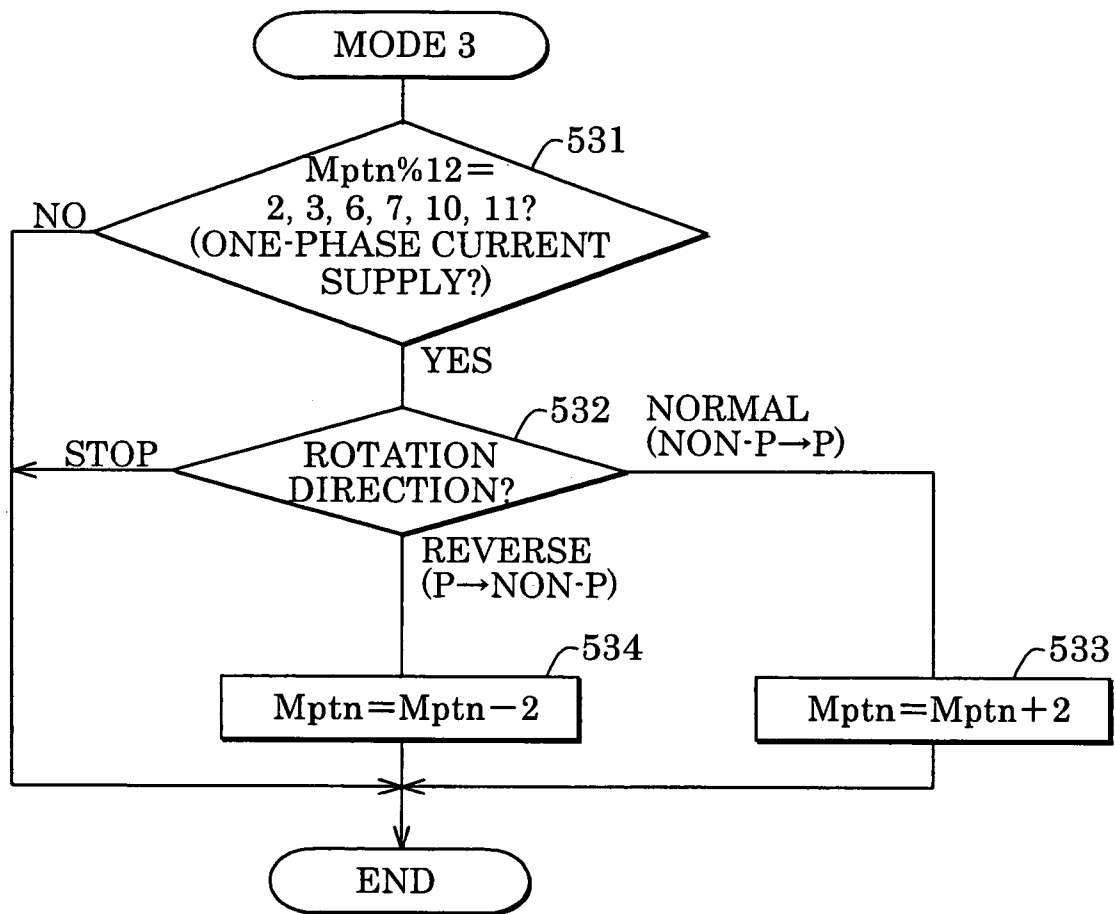 MODE 3
531
Mptn%12=
2, 3, 6, 7, 10, 11?
(ONE-PHASE CURRENT
SUPPLY?)
NO
YES
532
NORMAL
(NON-P→P)
STOP
ROTATION
DIRECTION?
REVERSE
(P→NON-P)
534
533
Mptn=Mptn−2
Mptn=Mptn+2
END